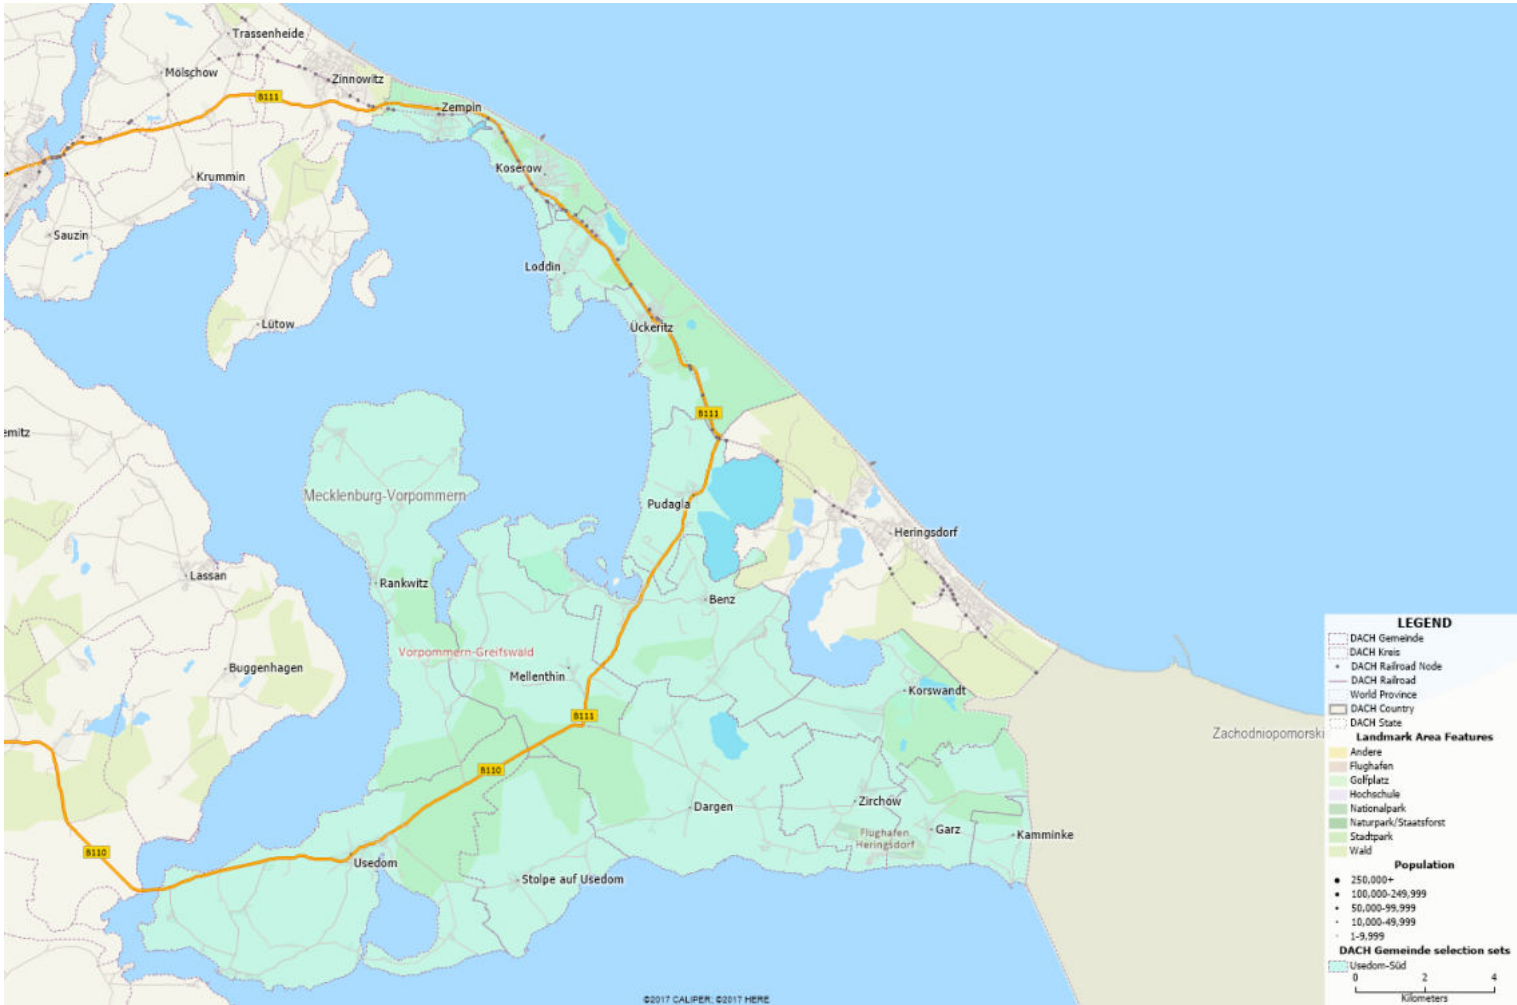 Trassenheide
Mölschow
Zinnowitz
B111
Zempin
Koserow
Krummin
Sauzin
Loddin
Lütow
Ückeritz
B111
emitz
Mecklenburg-Vorpommern
Pudagla
Heringsdorf
Lassan
Rankwitz
Benz
Vorpommern-Greifswald
Buggenhagen
Mellenthin
Korswandt
B111
Zachodniopomorski
B110
Dargen
Zirchow
Flughafen
Heringsdorf
Garz
Kamminke
B110
Usedom
Stolpe auf Usedom
LEGEND
DACH Gemeinde
DACH Kreis
DACH Railroad Node
DACH Railroad
World Province
DACH Country
DACH State
Landmark Area Features
Andere
Flughafen
Golfplatz
Hochschule
Nationalpark
Naturpark/Staatsforst
Stadtpark
Wald
Population
250,000+
100,000-249,999
50,000-99,999
10,000-49,999
1-9,999
DACH Gemeinde selection sets
Usedom-Süd
0 2 4
Kilometers
©2017 CALIPER; ©2017 HERE